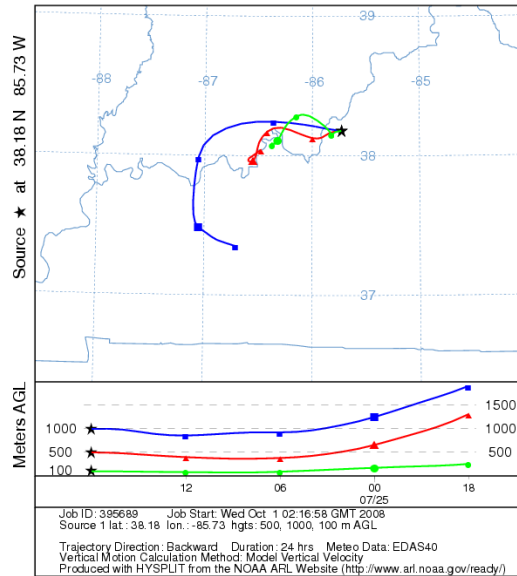 Source ★ at 38.18 N 85.73 W
39
-88
-87
-86
-85
38
37
Meters AGL
1000
500
100
1500
1000
500
12
06
00
18
07/25
Job ID: 395689 Job Start: Wed Oct 1 02:16:58 GMT 2008
Source 1 lat.: 38.18 lon.: -85.73 hgts: 500, 1000, 100 m AGL
Trajectory Direction: Backward Duration: 24 hrs Meteo Data: EDAS40
Vertical Motion Calculation Method: Model Vertical Velocity
Produced with HYSPLIT from the NOAA ARL Website (http://www.arl.noaa.gov/ready/)